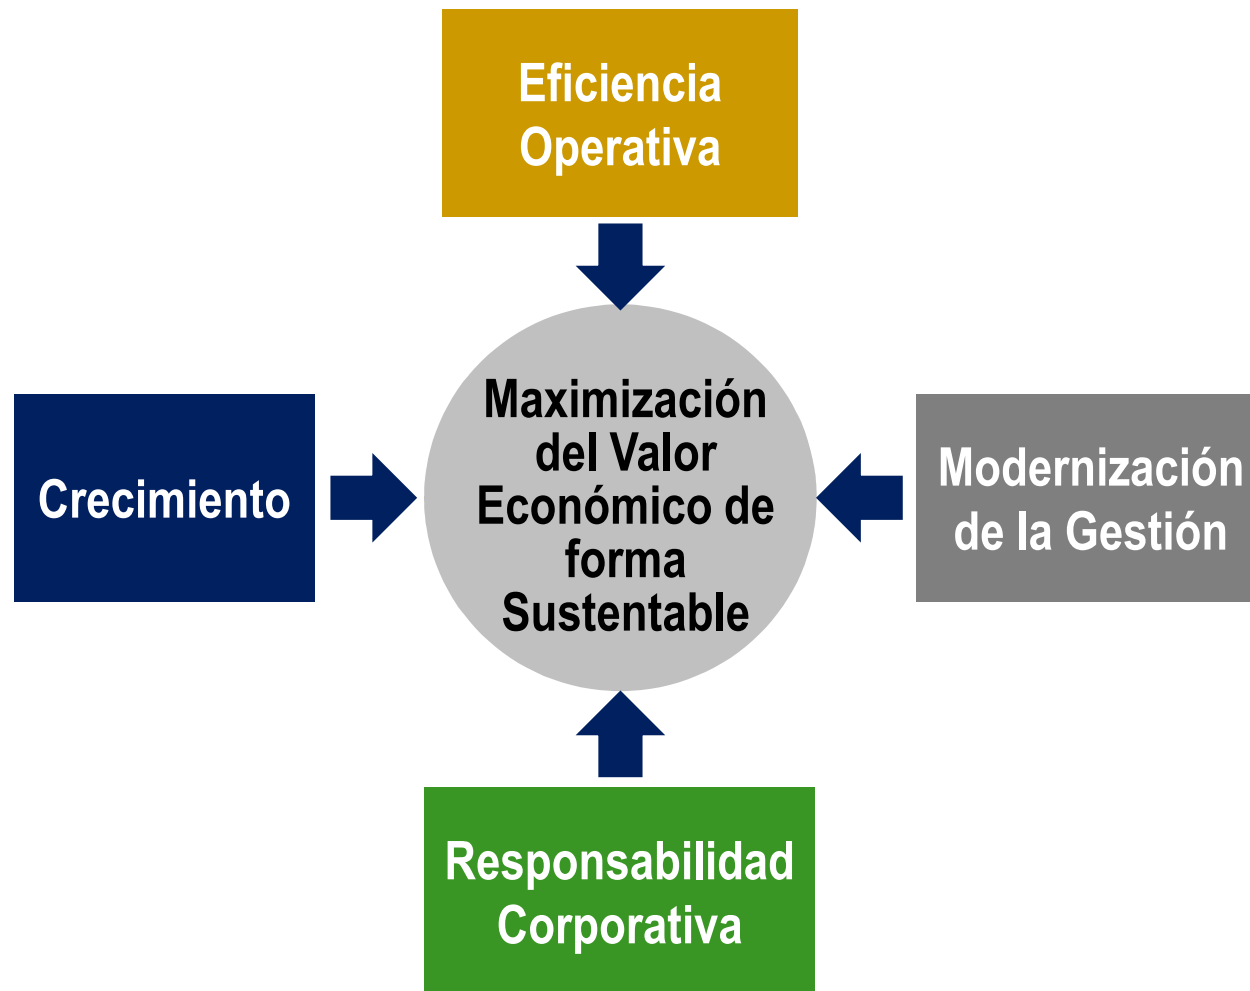 Eficiencia
Operativa
Maximización
del Valor
Económico de
forma
Sustentable
Crecimiento
Modernización
de la Gestión
Responsabilidad
Corporativa